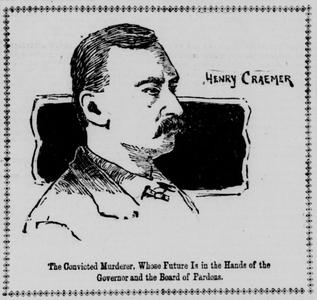 HENRY CRAEMER
The Convicted Murderer, Whose Future Is in the Hands of the
Governor and the Board of Pardons.